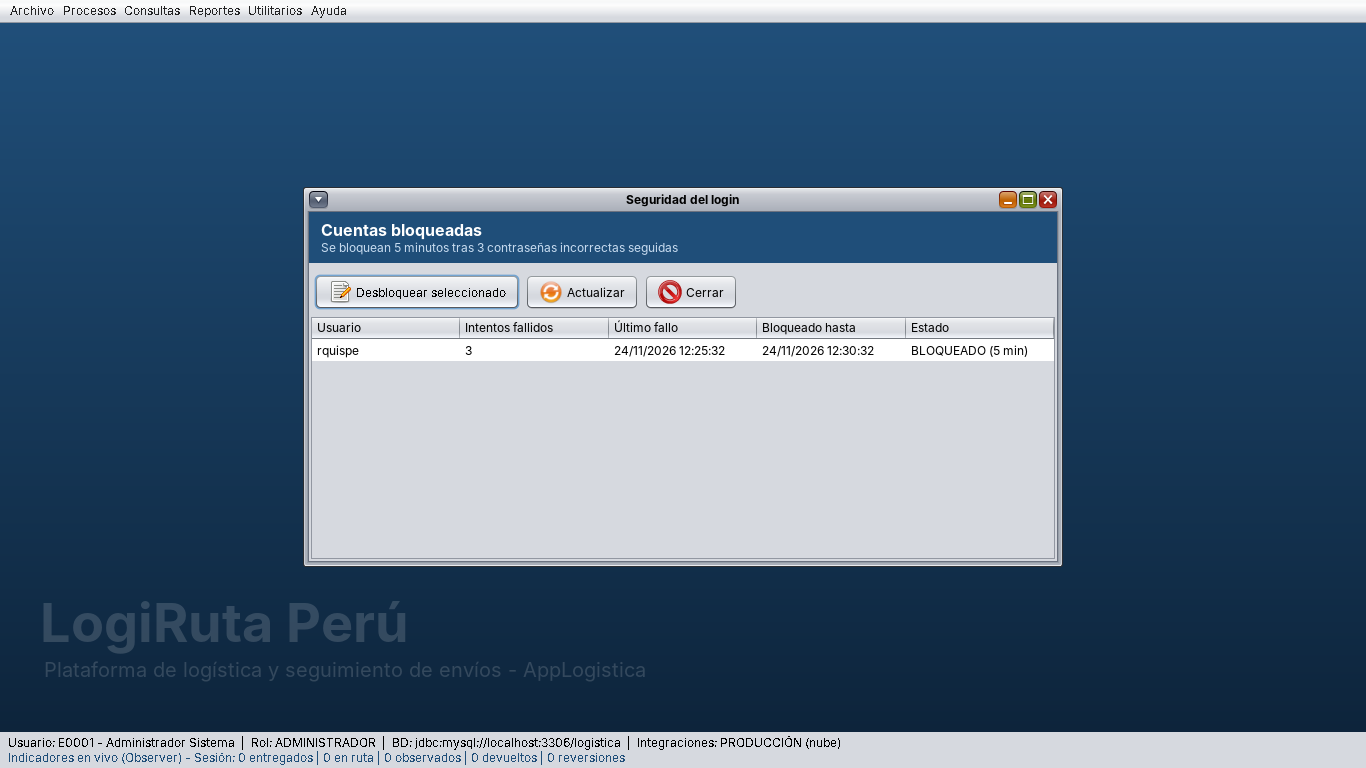 Archivo Procesos Consultas Reportes Utilitarios Ayuda
Seguridad del login
Cuentas bloqueadas
Se bloquean 5 minutos tras 3 contraseñas incorrectas seguidas
Desbloquear seleccionado Actualizar Cerrar
Usuario Intentos fallidos Último fallo Bloqueado hasta Estado
rquispe 3 24/11/2026 12:25:32 24/11/2026 12:30:32 BLOQUEADO (5 min)
LogiRuta Perú
Plataforma de logística y seguimiento de envíos - AppLogistica
Usuario: E0001 - Administrador Sistema | Rol: ADMINISTRADOR | BD: jdbc:mysql://localhost:3306/logistica | Integraciones: PRODUCCIÓN (nube)
Indicadores en vivo (Observer) - Sesión: 0 entregados | 0 en ruta | 0 observados | 0 devueltos | 0 reversiones